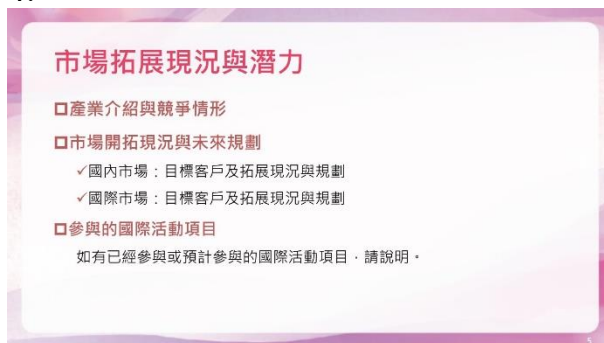 市場拓展現況與潛力
□產業介紹與競爭情形
□市場開拓現況與未來規劃
✓國內市場：目標客戶及拓展現況與規劃
✓國際市場：目標客戶及拓展現況與規劃
□參與的國際活動項目
如有已經參與或預計參與的國際活動項目，請說明。
5